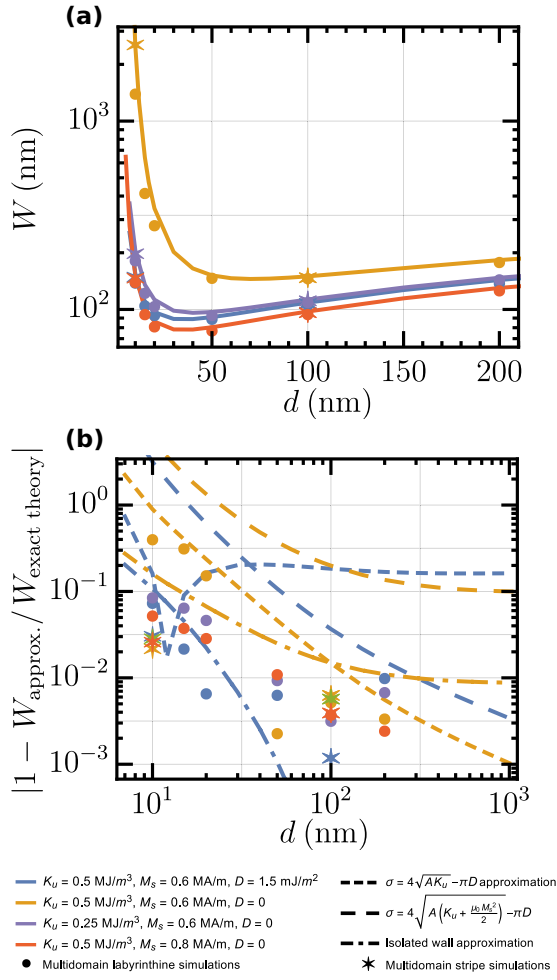 (a)
10³
10²
W (nm)
50
100
150
200
d (nm)
(b)
10⁰
10⁻¹
10⁻²
10⁻³
|1 − W_approx./W_exact theory|
10¹
10²
10³
d (nm)
K_u = 0.5 MJ/m³, M_s = 0.6 MA/m, D = 1.5 mJ/m²
K_u = 0.5 MJ/m³, M_s = 0.6 MA/m, D = 0
K_u = 0.25 MJ/m³, M_s = 0.6 MA/m, D = 0
K_u = 0.5 MJ/m³, M_s = 0.8 MA/m, D = 0
Multidomain labyrinthine simulations
σ = 4√(AK_u) −πD approximation
σ = 4√(A(K_u + μ₀M_s²/2)) −πD
Isolated wall approximation
Multidomain stripe simulations